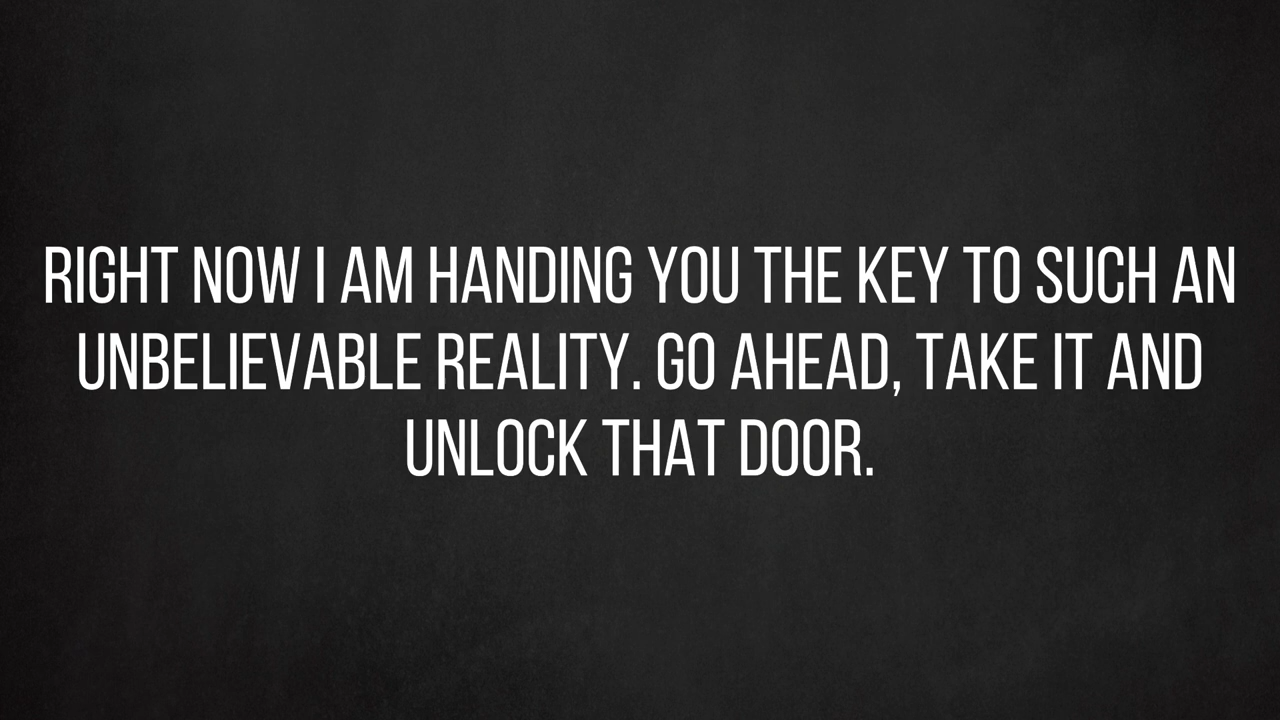 RIGHT NOW I AM HANDING YOU THE KEY TO SUCH AN
UNBELIEVABLE REALITY. GO AHEAD, TAKE IT AND
UNLOCK THAT DOOR.